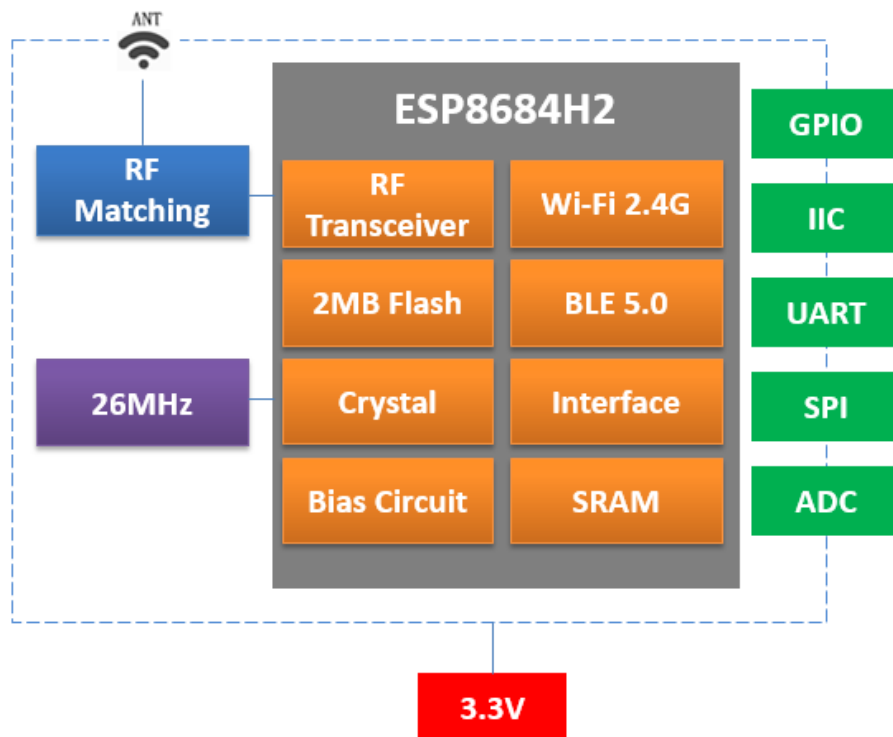 ANT
ESP8684H2
GPIO
RF
Matching
RF
Transceiver
Wi-Fi 2.4G
IIC
2MB Flash
BLE 5.0
UART
26MHz
Crystal
Interface
SPI
Bias Circuit
SRAM
ADC
3.3V